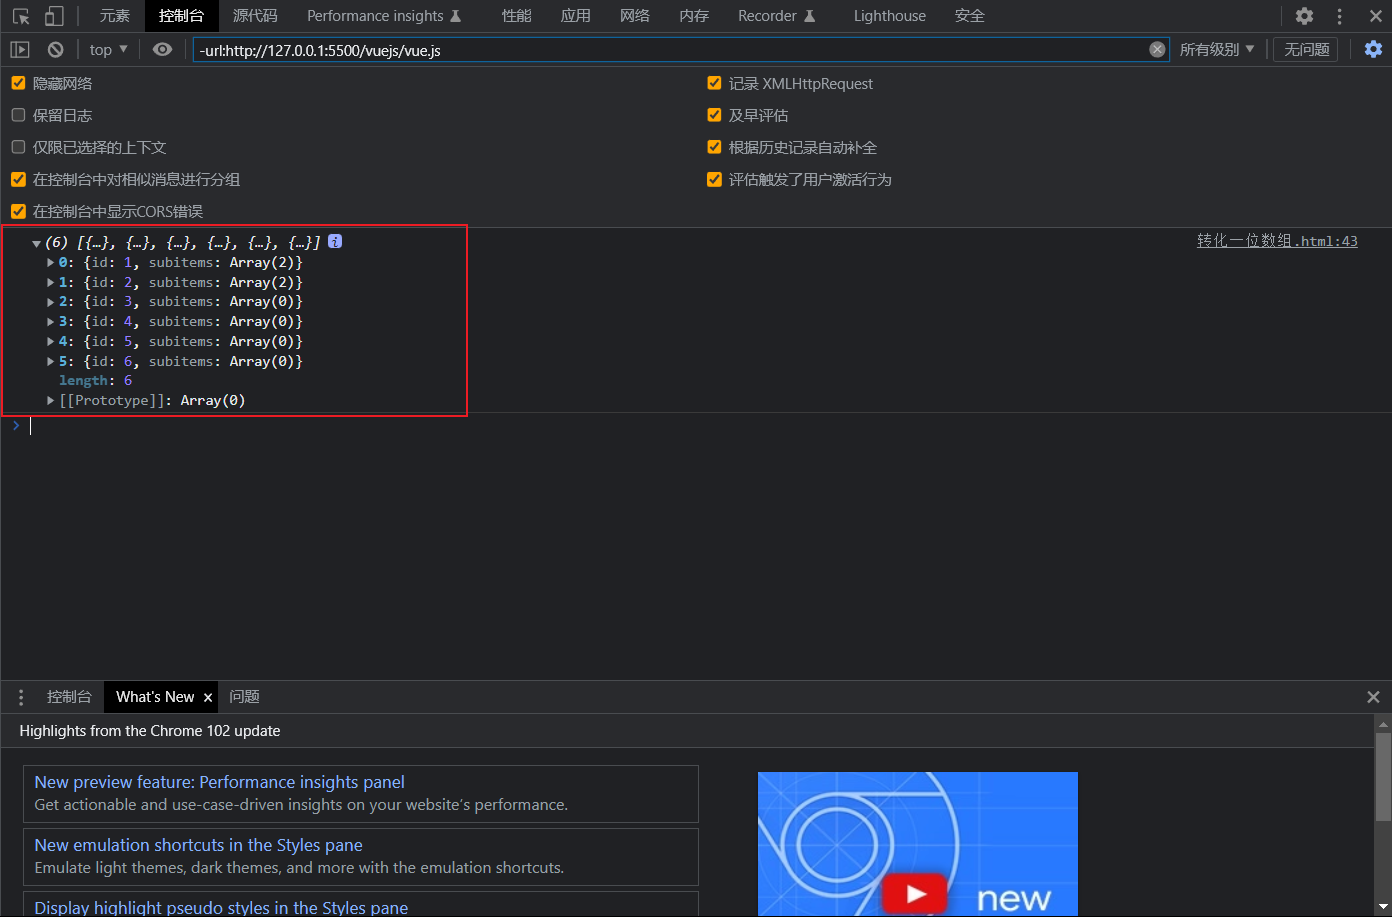 元素 控制台 源代码 Performance insights 性能 应用 网络 内存 Recorder Lighthouse 安全
top -url:http://127.0.0.1:5500/vuejs/vue.js 所有级别 无问题
隐藏网络 记录 XMLHttpRequest
保留日志 及早评估
仅限已选择的上下文 根据历史记录自动补全
在控制台中对相似消息进行分组 评估触发了用户激活行为
在控制台中显示CORS错误
(6) [{…}, {…}, {…}, {…}, {…}, {…}] i 转化一位数组.html:43
0: {id: 1, subitems: Array(2)}
1: {id: 2, subitems: Array(2)}
2: {id: 3, subitems: Array(0)}
3: {id: 4, subitems: Array(0)}
4: {id: 5, subitems: Array(0)}
5: {id: 6, subitems: Array(0)}
length: 6
[[Prototype]]: Array(0)
控制台 What's New 问题
Highlights from the Chrome 102 update
New preview feature: Performance insights panel
Get actionable and use-case-driven insights on your website's performance.
New emulation shortcuts in the Styles pane
Emulate light themes, dark themes, and more with the emulation shortcuts.
Display highlight pseudo styles in the Styles pane
new